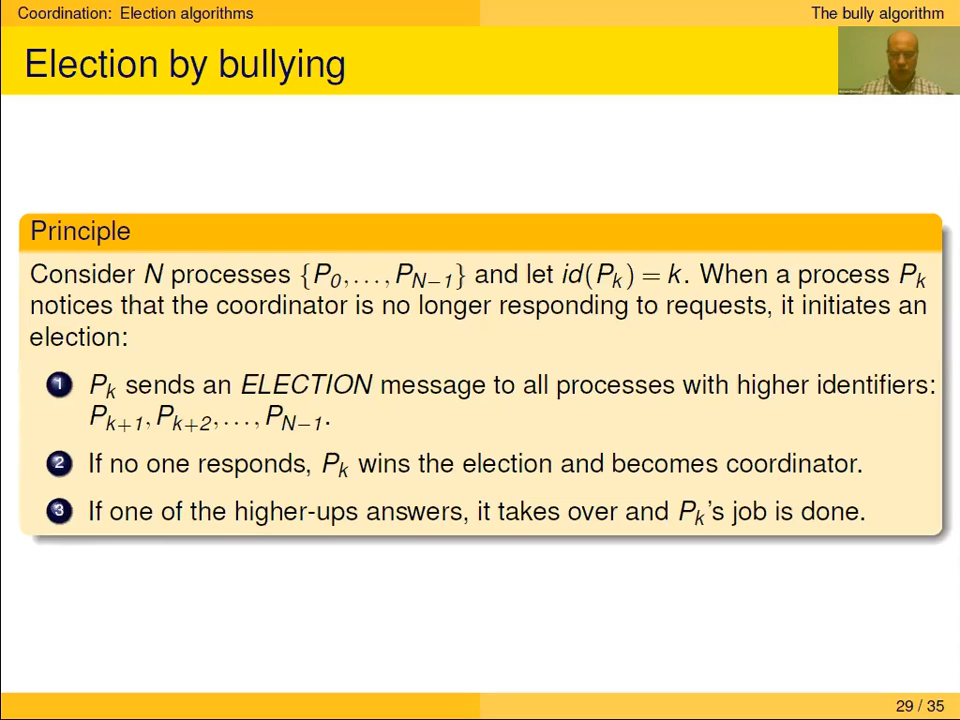 Coordination: Election algorithms
The bully algorithm
Election by bullying
Principle
Consider N processes {P0,...,PN−1} and let id(Pk) = k. When a process Pk
notices that the coordinator is no longer responding to requests, it initiates an
election:
1 Pk sends an ELECTION message to all processes with higher identifiers:
Pk+1, Pk+2,..., PN−1.
2 If no one responds, Pk wins the election and becomes coordinator.
3 If one of the higher-ups answers, it takes over and Pk's job is done.
29 / 35